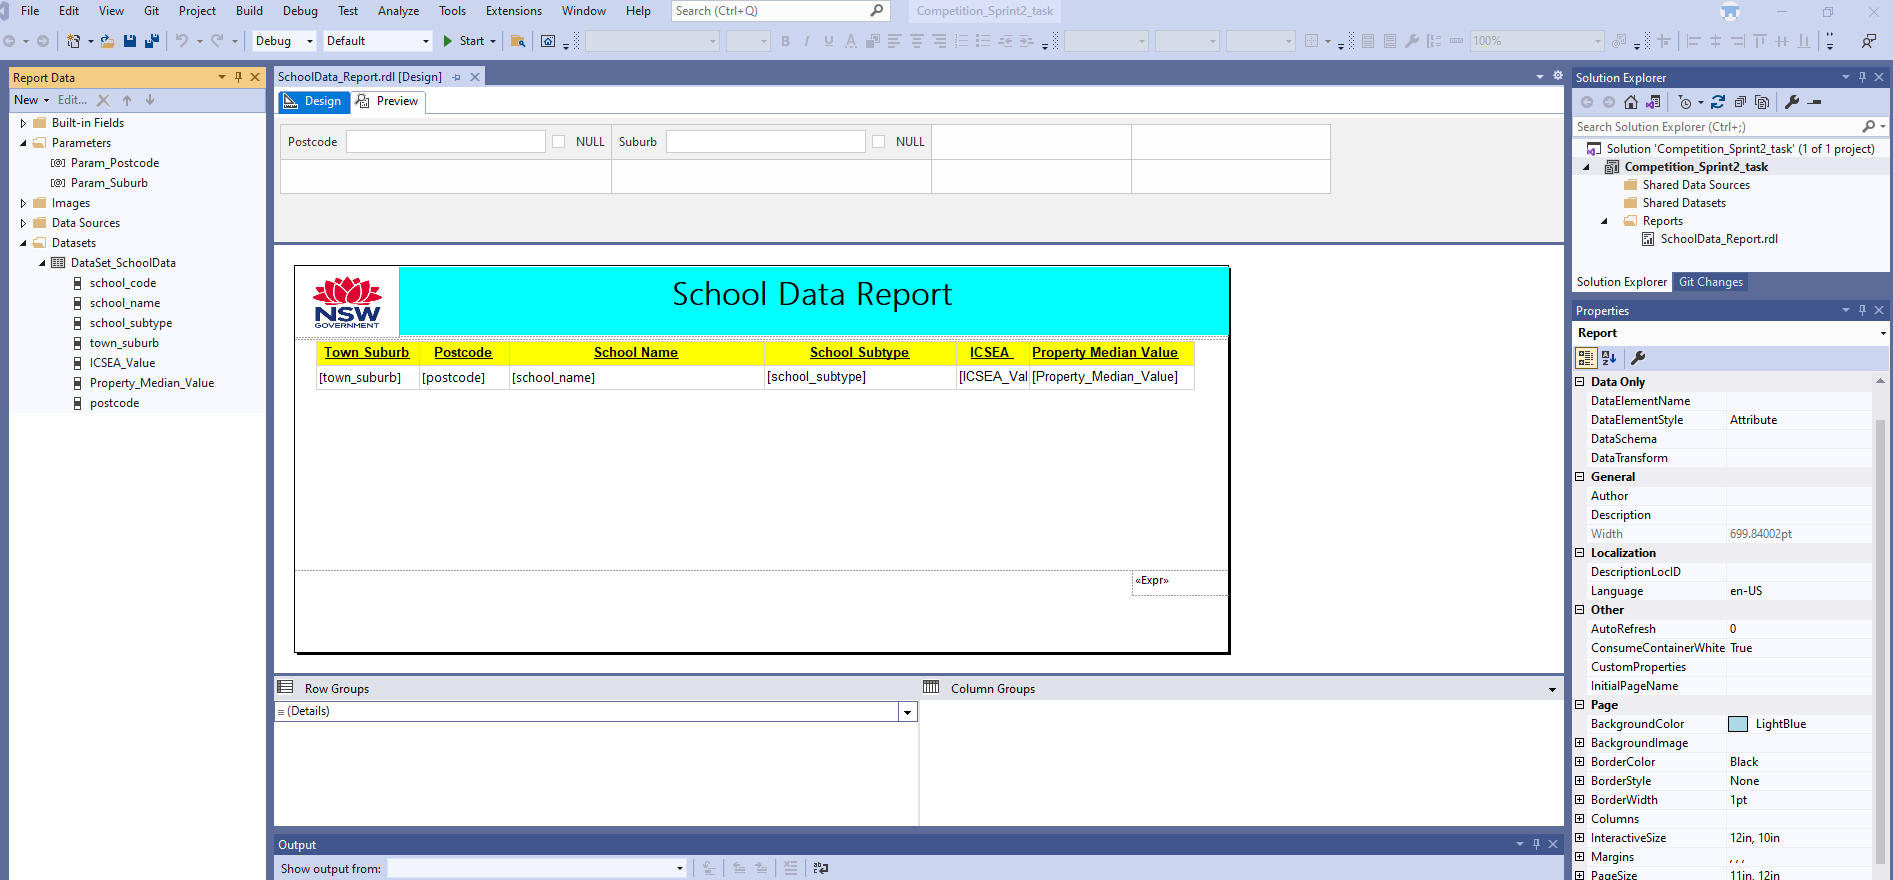 File Edit View Git Project Build Debug Test Analyze Tools Extensions Window Help Search (Ctrl+Q) Competition_Sprint2_task
Debug Default Start 100%
Report Data
New Edit...
Built-in Fields
Parameters
Param_Postcode
Param_Suburb
Images
Data Sources
Datasets
DataSet_SchoolData
school_code
school_name
school_subtype
town_suburb
ICSEA_Value
Property_Median_Value
postcode
SchoolData_Report.rdl [Design]
Design Preview
Postcode NULL Suburb NULL
NSW
GOVERNMENT
School Data Report
Town Suburb Postcode School Name School Subtype ICSEA Property Median Value
[town_suburb] [postcode] [school_name] [school_subtype] [ICSEA_Val [Property_Median_Value]
«Expr»
Row Groups Column Groups
(Details)
Output
Show output from:
Solution Explorer
Search Solution Explorer (Ctrl+;)
Solution 'Competition_Sprint2_task' (1 of 1 project)
Competition_Sprint2_task
Shared Data Sources
Shared Datasets
Reports
SchoolData_Report.rdl
Solution Explorer Git Changes
Properties
Report
Data Only
DataElementName
DataElementStyle Attribute
DataSchema
DataTransform
General
Author
Description
Width 699.84002pt
Localization
DescriptionLocID
Language en-US
Other
AutoRefresh 0
ConsumeContainerWhite True
CustomProperties
InitialPageName
Page
BackgroundColor LightBlue
BackgroundImage
BorderColor Black
BorderStyle None
BorderWidth 1pt
Columns
InteractiveSize 12in, 10in
Margins , , ,
PageSize 11in, 12in